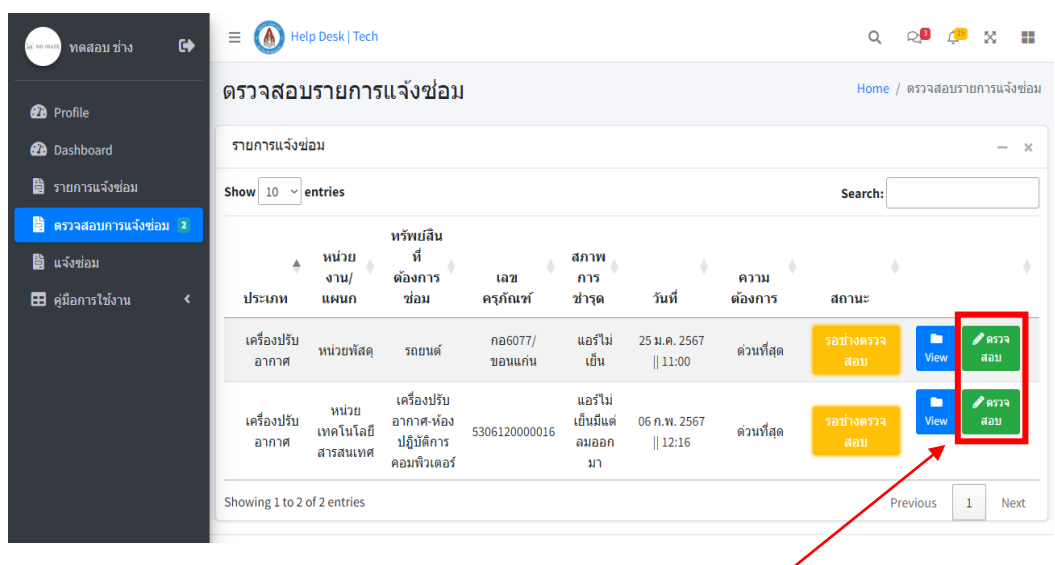 ทดสอบ ช่าง
Help Desk | Tech
3
15
ตรวจสอบรายการแจ้งซ่อม
Home / ตรวจสอบรายการแจ้งซ่อม
Profile
Dashboard
รายการแจ้งซ่อม
ตรวจสอบการแจ้งซ่อม 2
แจ้งซ่อม
คู่มือการใช้งาน
รายการแจ้งซ่อม
Show 10 entries
Search:
ประเภท
หน่วย
งาน/
แผนก
ทรัพย์สิน
ที่
ต้องการ
ซ่อม
เลข
ครุภัณฑ์
สภาพ
การ
ชำรุด
วันที่
ความ
ต้องการ
สถานะ
เครื่องปรับ
อากาศ
หน่วยพัสดุ
รถยนต์
กอ6077/
ขอนแก่น
แอร์ไม่
เย็น
25 ม.ค. 2567
|| 11:00
ด่วนที่สุด
รอช่างตรวจ
สอบ
View
ตรวจ
สอบ
เครื่องปรับ
อากาศ
หน่วย
เทคโนโลยี
สารสนเทศ
เครื่องปรับ
อากาศ-ห้อง
ปฏิบัติการ
คอมพิวเตอร์
5306120000016
แอร์ไม่
เย็นมีแต่
ลมออก
มา
06 ก.พ. 2567
|| 12:16
ด่วนที่สุด
รอช่างตรวจ
สอบ
View
ตรวจ
สอบ
Showing 1 to 2 of 2 entries
Previous 1 Next